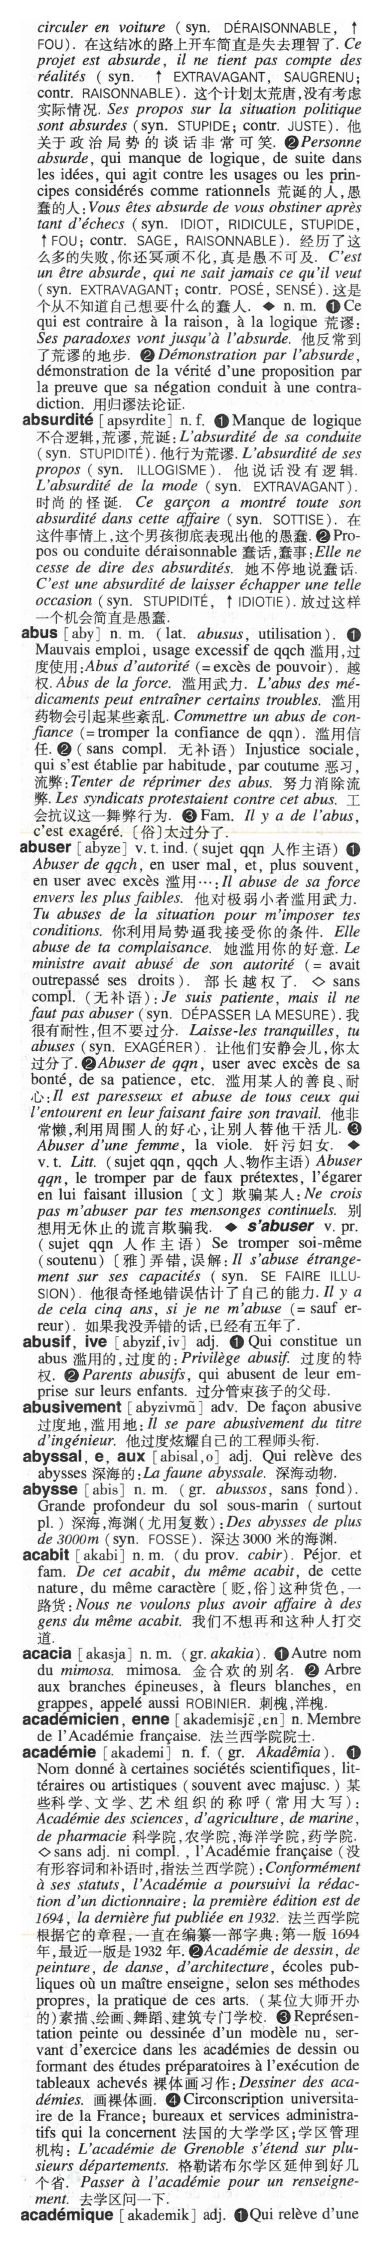 circuler en voiture ( syn. DÉRAISONNABLE, ↑
FOU). 在这结冰的路上开车简直是失去理智了. Ce
projet est absurde, il ne tient pas compte des
réalités ( syn. ↑ EXTRAVAGANT, SAUGRENU;
contr. RAISONNABLE). 这个计划太荒唐,没有考虑
实际情况. Ses propos sur la situation politique
sont absurdes (syn. STUPIDE; contr. JUSTE). 他
关于政治局势的谈话非常可笑. ❷Personne
absurde, qui manque de logique, de suite dans
les idées, qui agit contre les usages ou les prin-
cipes considérés comme rationnels 荒诞的人,愚
蠢的人:Vous êtes absurde de vous obstiner après
tant d'échecs (syn. IDIOT, RIDICULE, STUPIDE,
↑FOU; contr. SAGE, RAISONNABLE). 经历了这
么多的失败,你还冥顽不化,真是愚不可及. C'est
un être absurde, qui ne sait jamais ce qu'il veut
(syn. EXTRAVAGANT; contr. POSÉ, SENSÉ).这是
个从不知道自己想要什么的蠢人. ◆ n. m. ❶Ce
qui est contraire à la raison, à la logique 荒谬:
Ses paradoxes vont jusqu'à l'absurde. 他反常到
了荒谬的地步. ❷Démonstration par l'absurde,
démonstration de la vérité d'une proposition par
la preuve que sa négation conduit à une contra-
diction. 用归谬法论证.
absurdité [apsyrdite] n. f. ❶Manque de logique
不合逻辑,荒谬,荒诞:L'absurdité de sa conduite
(syn. STUPIDITÉ). 他行为荒谬. L'absurdité de ses
propos ( syn. ILLOGISME). 他说话没有逻辑.
L'absurdité de la mode ( syn. EXTRAVAGANT).
时尚的怪诞. Ce garçon a montré toute son
absurdité dans cette affaire (syn. SOTTISE). 在
这件事情上,这个男孩彻底表现出他的愚蠢.❷Pro-
pos ou conduite déraisonnable 蠢话,蠢事:Elle ne
cesse de dire des absurdités. 她不停地说蠢话.
C'est une absurdité de laisser échapper une telle
occasion (syn. STUPIDITÉ, ↑ IDIOTIE). 放过这样
一个机会简直是愚蠢.
abus [aby] n. m. (lat. abusus, utilisation). ❶
Mauvais emploi, usage excessif de qqch 滥用,过
度使用:Abus d'autorité (=excès de pouvoir). 越
权. Abus de la force. 滥用武力. L'abus des mé-
dicaments peut entraîner certains troubles. 滥用
药物会引起某些紊乱. Commettre un abus de con-
fiance (=tromper la confiance de qqn). 滥用信
任. ❷(sans compl. 无补语) Injustice sociale,
qui s'est établie par habitude, par coutume 恶习,
流弊:Tenter de réprimer des abus. 努力消除流
弊. Les syndicats protestaient contre cet abus. 工
会抗议这一舞弊行为. ❸Fam. Il y a de l'abus,
c'est exagéré. 〔俗〕太过分了.
abuser [abyze] v. t. ind. (sujet qqn 人作主语) ❶
Abuser de qqch, en user mal, et, plus souvent,
en user avec excès 滥用…:Il abuse de sa force
envers les plus faibles. 他对极弱小者滥用武力.
Tu abuses de la situation pour m'imposer tes
conditions. 你利用局势逼我接受你的条件. Elle
abuse de ta complaisance. 她滥用你的好意. Le
ministre avait abusé de son autorité (= avait
outrepassé ses droits). 部长越权了. ◇ sans
compl. (无补语): Je suis patiente, mais il ne
faut pas abuser (syn. DÉPASSER LA MESURE). 我
很有耐性,但不要过分. Laisse-les tranquilles, tu
abuses (syn. EXAGÉRER). 让他们安静会儿,你太
过分了.❷Abuser de qqn, user avec excès de sa
bonté, de sa patience, etc. 滥用某人的善良、耐
心:Il est paresseux et abuse de tous ceux qui
l'entourent en leur faisant faire son travail. 他非
常懒,利用周围人的好心,让别人替他干活儿. ❸
Abuser d'une femme, la viole. 奸污妇女. ◆
v. t. Litt. (sujet qqn, qqch 人、物作主语) Abuser
qqn, le tromper par de faux prétextes, l'égarer
en lui faisant illusion 〔文〕欺骗某人:Ne crois
pas m'abuser par tes mensonges continuels. 别
想用无休止的谎言欺骗我. ◆ s'abuser v. pr.
(sujet qqn 人作主语) Se tromper soi-même
(soutenu) 〔雅〕弄错,误解:Il s'abuse étrange-
ment sur ses capacités ( syn. SE FAIRE ILLU-
SION). 他很奇怪地错误估计了自己的能力. Il y a
de cela cinq ans, si je ne m'abuse (= sauf er-
reur). 如果我没弄错的话,已经有五年了.
abusif, ive [abyzif,iv] adj. ❶Qui constitue un
abus 滥用的,过度的:Privilège abusif. 过度的特
权. ❷Parents abusifs, qui abusent de leur em-
prise sur leurs enfants. 过分管束孩子的父母.
abusivement [abyzivmɑ̃] adv. De façon abusive
过度地,滥用地:Il se pare abusivement du titre
d'ingénieur. 他过度炫耀自己的工程师头衔.
abyssal, e, aux [abisal,o] adj. Qui relève des
abysses 深海的:La faune abyssale. 深海动物.
abysse [abis] n. m. (gr. abussos, sans fond).
Grande profondeur du sol sous-marin (surtout
pl.) 深海,海渊(尤用复数):Des abysses de plus
de 3000m (syn. FOSSE). 深达3000米的海渊.
acabit [akabi] n. m. (du prov. cabir). Péjor. et
fam. De cet acabit, du même acabit, de cette
nature, du même caractère 〔贬,俗〕这种货色,一
路货:Nous ne voulons plus avoir affaire à des
gens du même acabit. 我们不想再和这种人打交
道.
acacia [akasja] n. m. (gr. akakia). ❶Autre nom
du mimosa. mimosa. 金合欢的别名. ❷ Arbre
aux branches épineuses, à fleurs blanches, en
grappes, appelé aussi ROBINIER. 刺槐,洋槐.
académicien, enne [akademisjɛ̃,ɛn] n. Membre
de l'Académie française. 法兰西学院院士.
académie [akademi] n. f. ( gr. Akadêmia). ❶
Nom donné à certaines sociétés scientifiques, lit-
téraires ou artistiques (souvent avec majusc.) 某
些科学、文学、艺术组织的称呼(常用大写):
Académie des sciences, d'agriculture, de marine,
de pharmacie 科学院,农学院,海洋学院,药学院.
◇sans adj. ni compl. , l'Académie française (没
有形容词和补语时,指法兰西学院):Conformément
à ses statuts, l'Académie a poursuivi la rédac-
tion d'un dictionnaire: la première édition est de
1694, la dernière fut publiée en 1932. 法兰西学院
根据它的章程,一直在编纂一部字典:第一版1694
年,最近一版是1932年. ❷Académie de dessin, de
peinture, de danse, d'architecture, écoles pub-
liques où un maître enseigne, selon ses méthodes
propres, la pratique de ces arts. (某位大师开办
的)素描、绘画、舞蹈、建筑专门学校. ❸Représen-
tation peinte ou dessinée d'un modèle nu, ser-
vant d'exercice dans les académies de dessin ou
formant des études préparatoires à l'exécution de
tableaux achevés 裸体画习作:Dessiner des aca-
démies. 画裸体画. ❹Circonscription universita-
ire de la France; bureaux et services administra-
tifs qui la concernent 法国的大学学区;学区管理
机构: L'académie de Grenoble s'étend sur plu-
sieurs départements. 格勒诺布尔学区延伸到好几
个省. Passer à l'académie pour un renseigne-
ment. 去学区问一下.
académique [akademik] adj. ❶Qui relève d'une